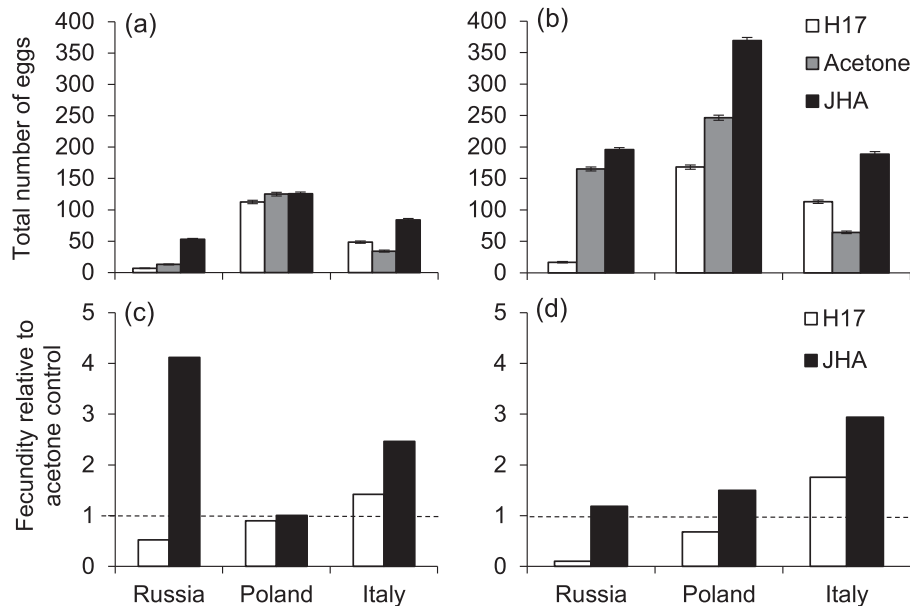 (a)
Total number of eggs
400
350
300
250
200
150
100
50
0
(b)
400
350
300
250
200
150
100
50
0
H17
Acetone
JHA
(c)
Fecundity relative to
acetone control
5
4
3
2
1
0
Russia Poland Italy
(d)
5
4
3
2
1
0
H17
JHA
Russia Poland Italy